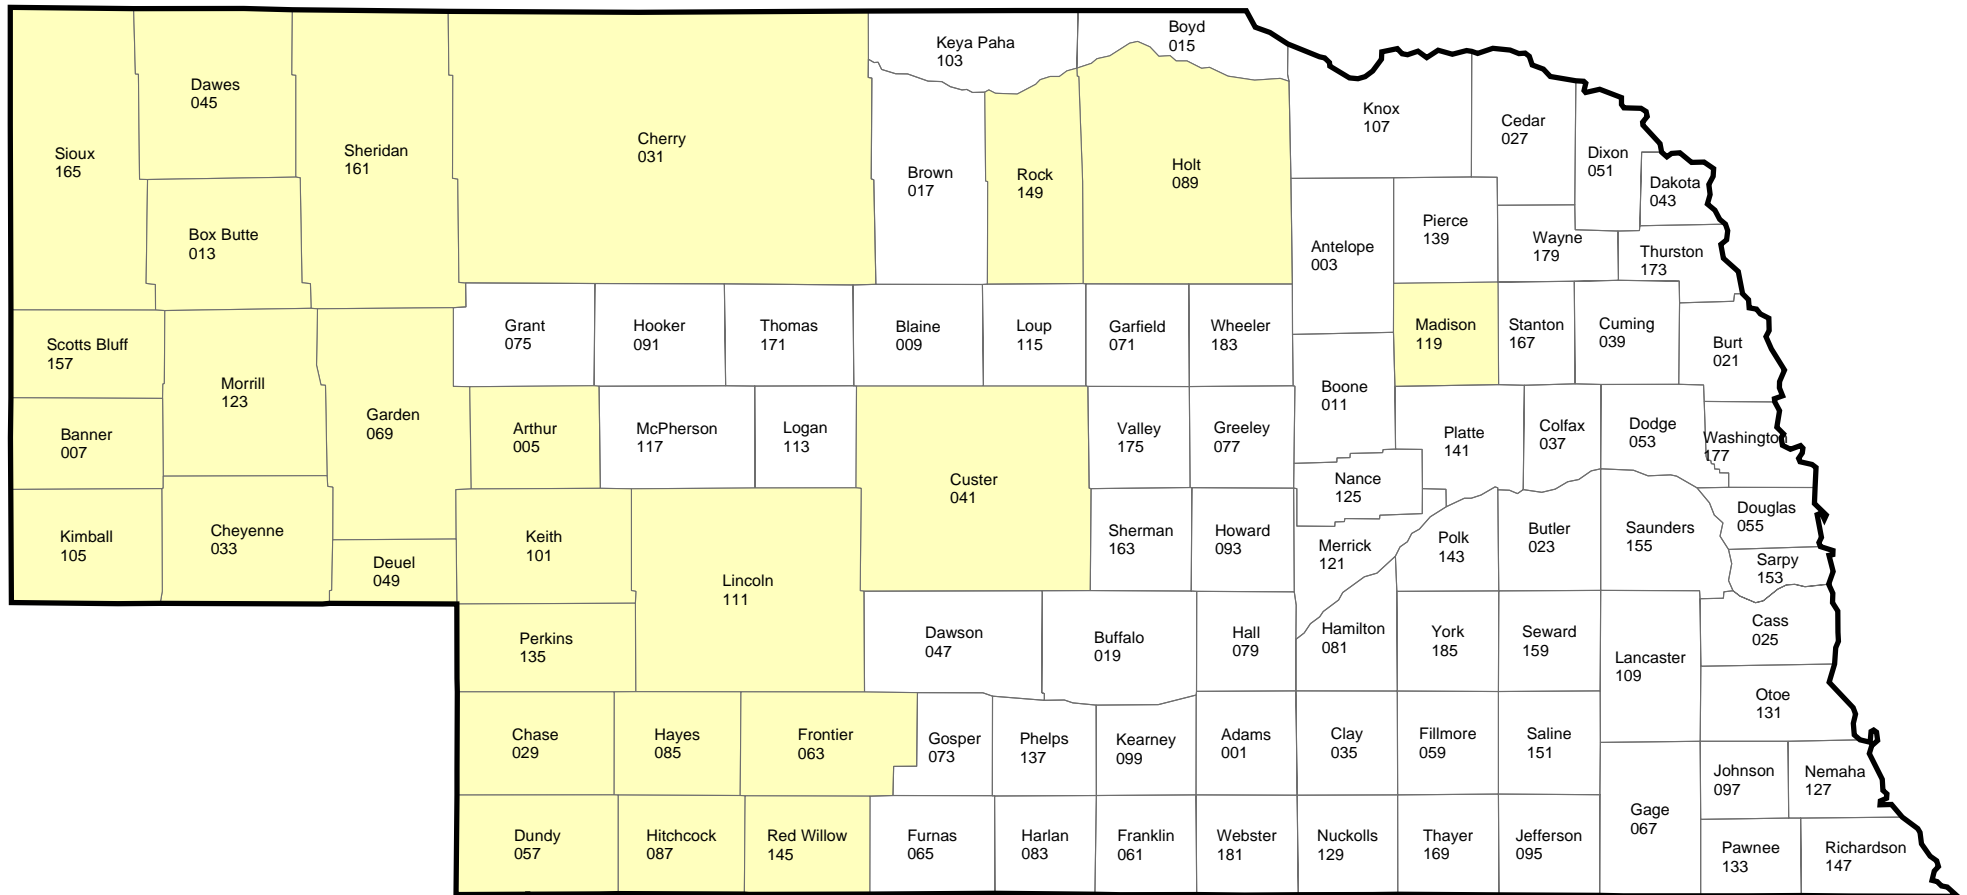 Boyd
015
Keya Paha
103
Dawes
045
Knox
107
Cedar
027
Cherry
031
Sioux
165
Sheridan
161
Dixon
051
Holt
089
Brown
017
Rock
149
Dakota
043
Pierce
139
Box Butte
013
Antelope
003
Wayne
179
Thurston
173
Grant
075
Hooker
091
Thomas
171
Blaine
009
Loup
115
Garfield
071
Wheeler
183
Madison
119
Stanton
167
Cuming
039
Scotts Bluff
157
Burt
021
Morrill
123
Boone
011
Garden
069
Banner
007
Arthur
005
McPherson
117
Logan
113
Valley
175
Greeley
077
Platte
141
Colfax
037
Dodge
053
Washington
177
Custer
041
Nance
125
Douglas
055
Kimball
105
Cheyenne
033
Keith
101
Sherman
163
Howard
093
Merrick
121
Polk
143
Butler
023
Saunders
155
Sarpy
153
Deuel
049
Lincoln
111
Cass
025
Perkins
135
Dawson
047
Buffalo
019
Hall
079
Hamilton
081
York
185
Seward
159
Lancaster
109
Otoe
131
Chase
029
Hayes
085
Frontier
063
Gosper
073
Phelps
137
Kearney
099
Adams
001
Clay
035
Fillmore
059
Saline
151
Johnson
097
Nemaha
127
Gage
067
Dundy
057
Hitchcock
087
Red Willow
145
Furnas
065
Harlan
083
Franklin
061
Webster
181
Nuckolls
129
Thayer
169
Jefferson
095
Pawnee
133
Richardson
147